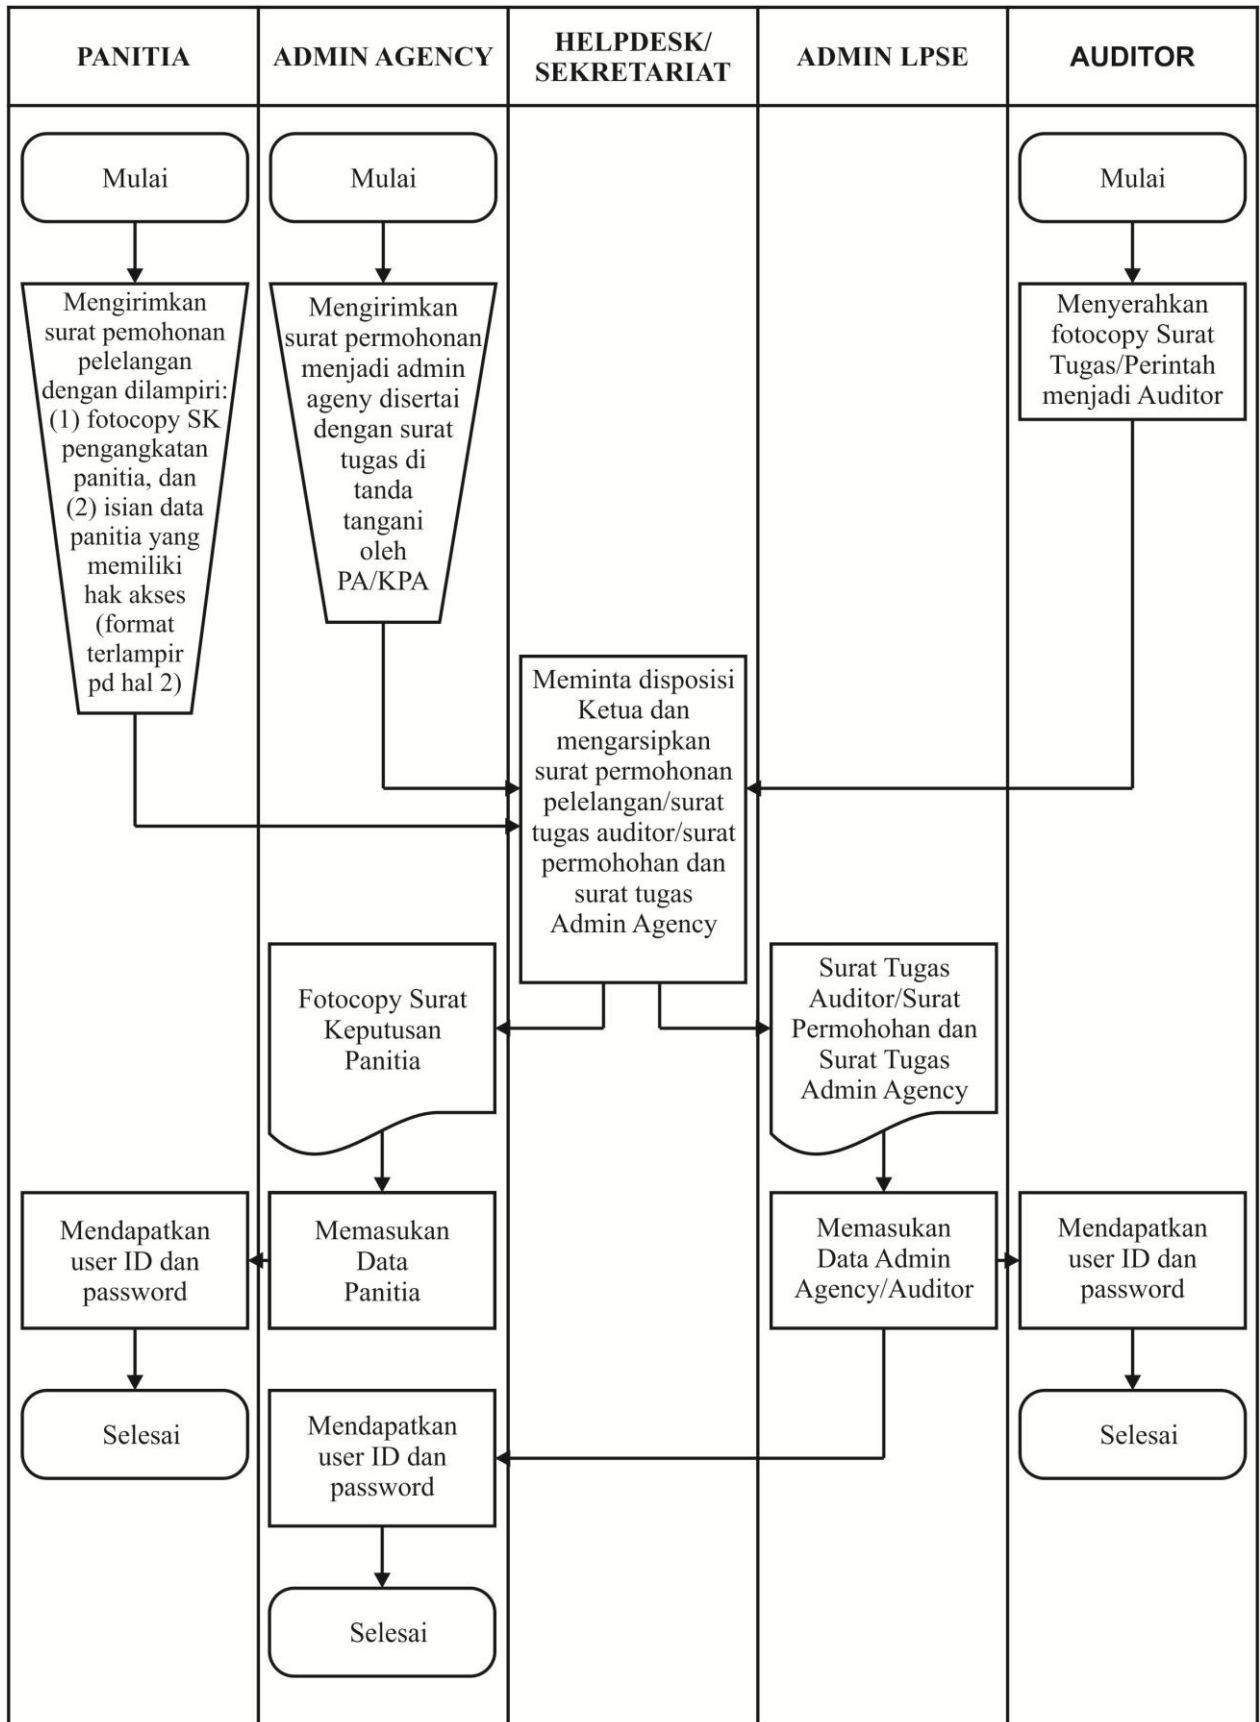 PANITIA
ADMIN AGENCY
HELPDESK/
SEKRETARIAT
ADMIN LPSE
AUDITOR
Mulai
Mulai
Mulai
Mengirimkan
surat pemohonan
pelelangan
dengan dilampiri:
(1) fotocopy SK
pengangkatan
panitia, dan
(2) isian data
panitia yang
memiliki
hak akses
(format
terlampir
pd hal 2)
Mengirimkan
surat permohonan
menjadi admin
ageny disertai
dengan surat
tugas di
tanda
tangani
oleh
PA/KPA
Menyerahkan
fotocopy Surat
Tugas/Perintah
menjadi Auditor
Meminta disposisi
Ketua dan
mengarsipkan
surat permohonan
pelelangan/surat
tugas auditor/surat
permohohan dan
surat tugas
Admin Agency
Fotocopy Surat
Keputusan
Panitia
Surat Tugas
Auditor/Surat
Permohohan dan
Surat Tugas
Admin Agency
Mendapatkan
user ID dan
password
Memasukan
Data
Panitia
Memasukan
Data Admin
Agency/Auditor
Mendapatkan
user ID dan
password
Selesai
Mendapatkan
user ID dan
password
Selesai
Selesai